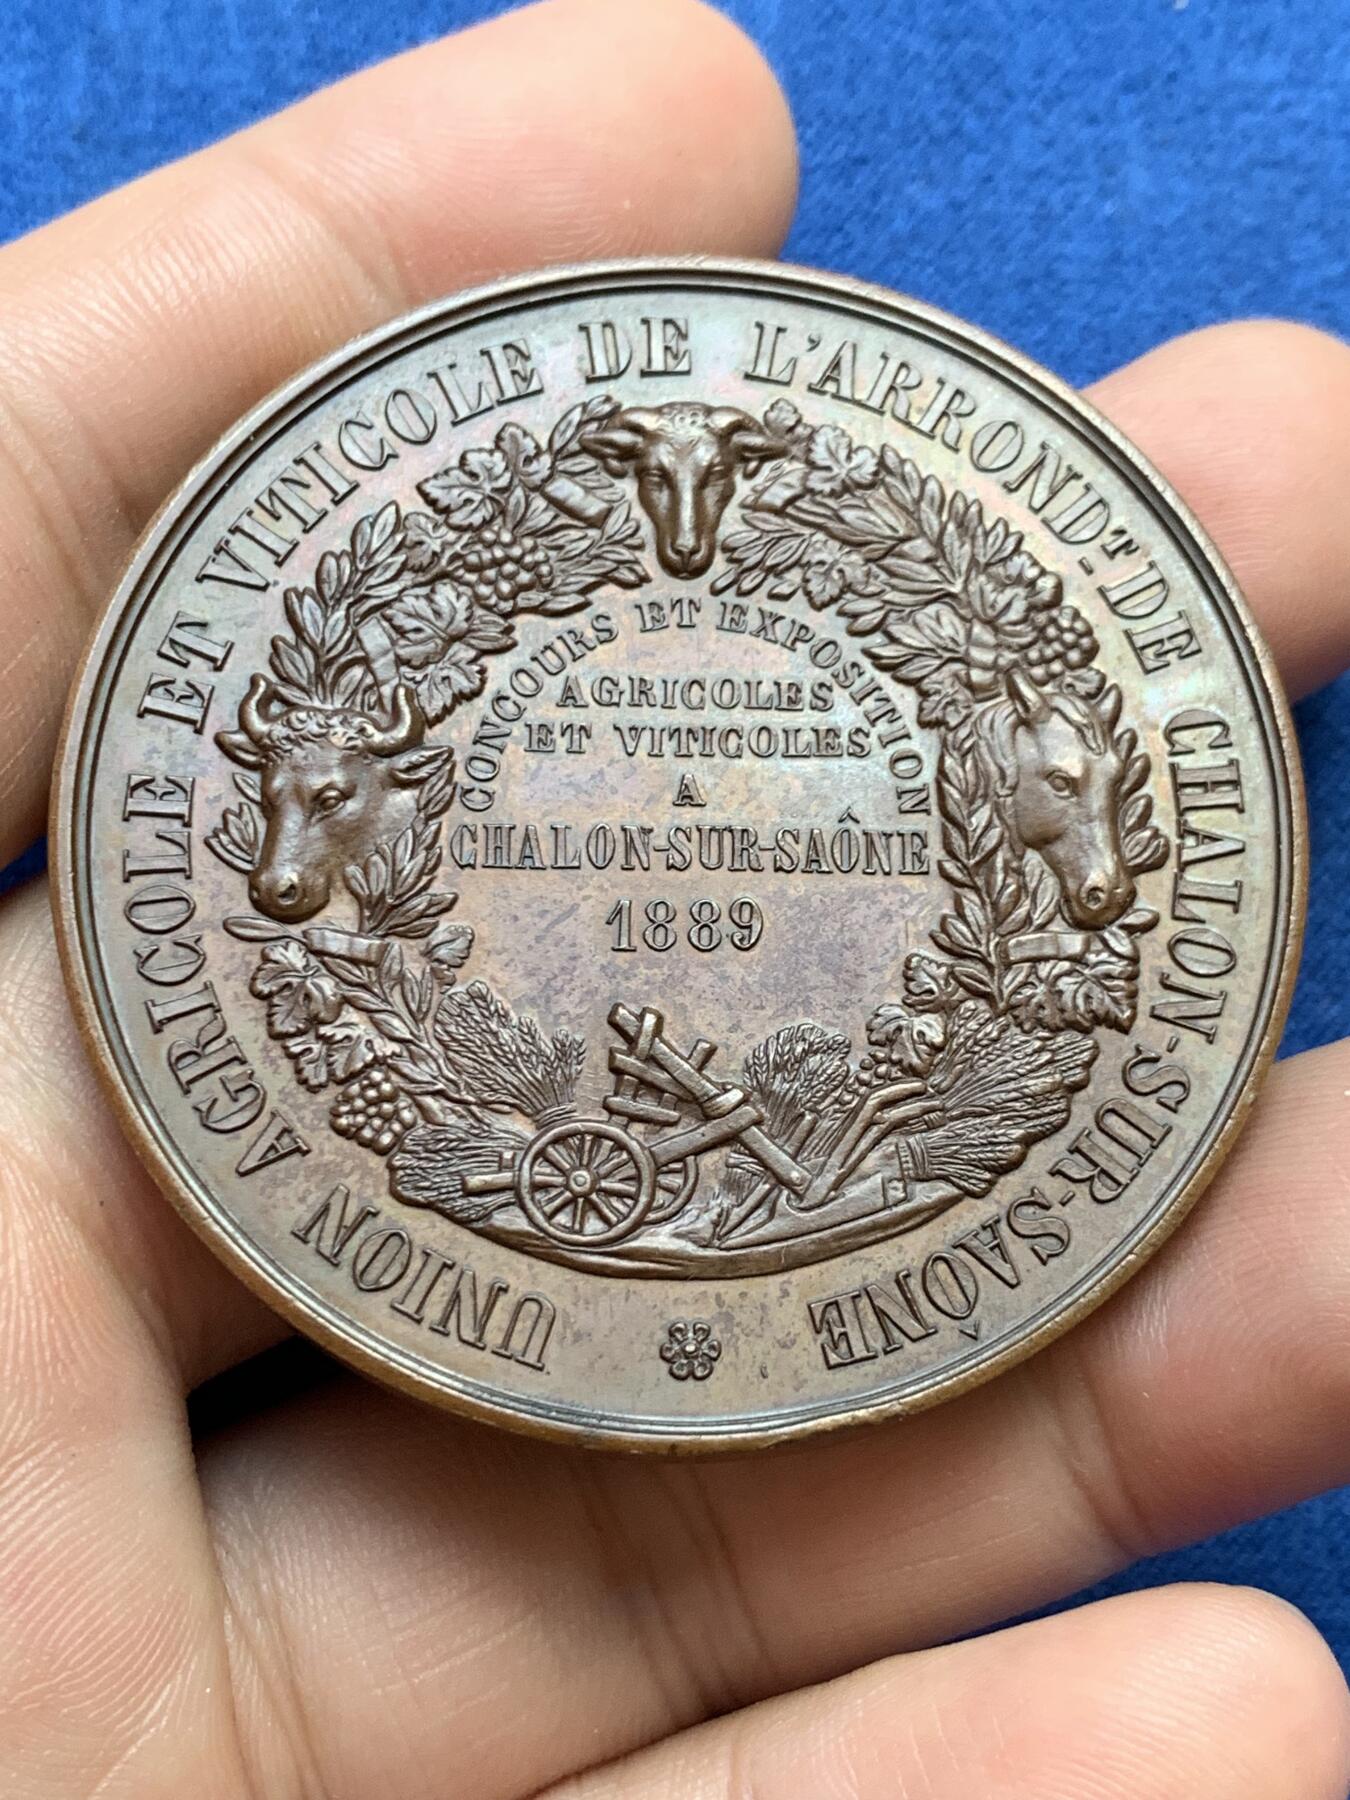 UNION AGRICOLE ET VITICOLE DE L'ARRONDᵀ DE CHALON-SUR-SAÔNE
CONCOURS ET EXPOSITION
AGRICOLES
ET VITICOLES
A
CHALON-SUR-SAÔNE
1889